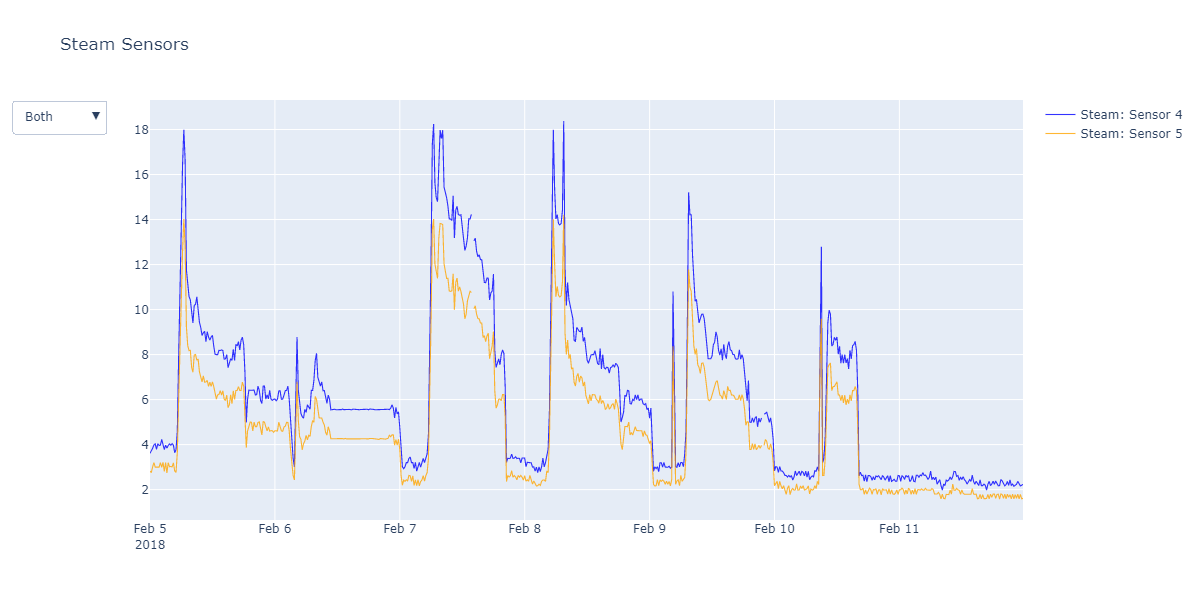 Steam Sensors
Both ▼
Steam: Sensor 4
Steam: Sensor 5
18
16
14
12
10
8
6
4
2
Feb 5 Feb 6 Feb 7 Feb 8 Feb 9 Feb 10 Feb 11
2018